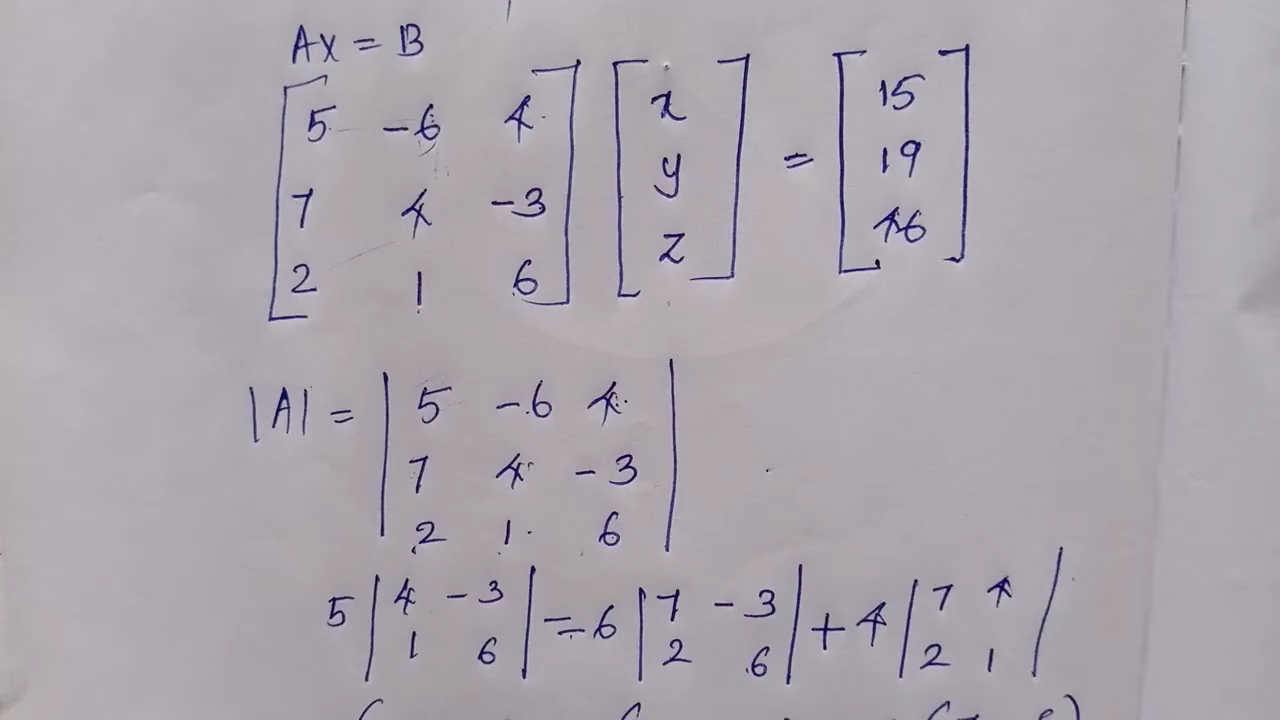 AX = B
[5 -6 4] [x] = [15]
[7 4 -3] [y] [19]
[2 1 6] [z] [46]
|A| = |5 -6 4|
|7 4 -3|
|2 1 6|
5 |4 -3| =-6 |7 -3| + 4 |7 4|
|1 6| |2 6| |2 1|